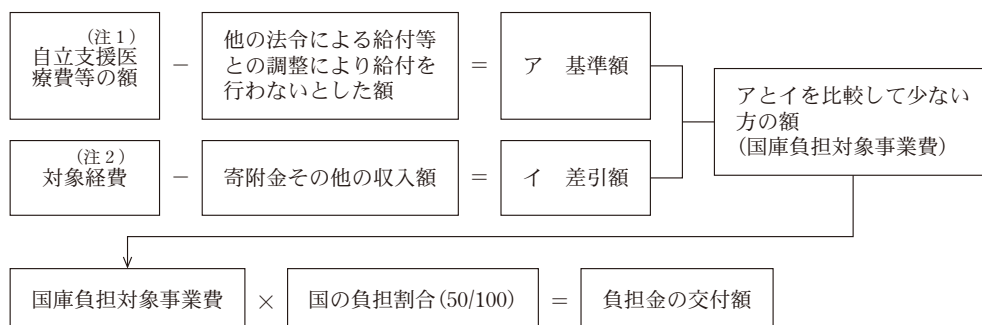 (注1)
自立支援医
療費等の額
−
他の法令による給付等
との調整により給付を
行わないとした額
=
ア 基準額
アとイを比較して少ない
方の額
(国庫負担対象事業費)
(注2)
対象経費
−
寄附金その他の収入額
=
イ 差引額
国庫負担対象事業費
×
国の負担割合(50/100)
=
負担金の交付額